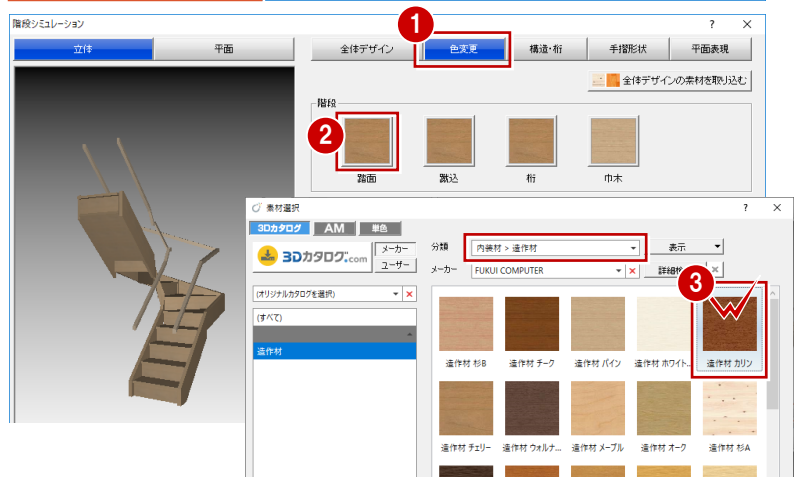 階段シミュレーション
? ×
1
立体 平面 全体デザイン 色変更 構造・桁 手摺形状 平面表現
全体デザインの素材を取り込む
階段
2
踏面 蹴込 桁 巾木
素材選択 ? ×
3Dカタログ AM 単色
3Dカタログ.com メーカー ユーザー
分類 内装材 > 造作材 表示
メーカー FUKUI COMPUTER ×
3
(オリジナルカタログを選択) ×
(すべて)
造作材
造作材 杉B 造作材 チーク 造作材 パイン 造作材 ホワイト... 造作材 カリン
造作材 チェリー 造作材 ウォルナ... 造作材 メープル 造作材 オーク 造作材 杉A